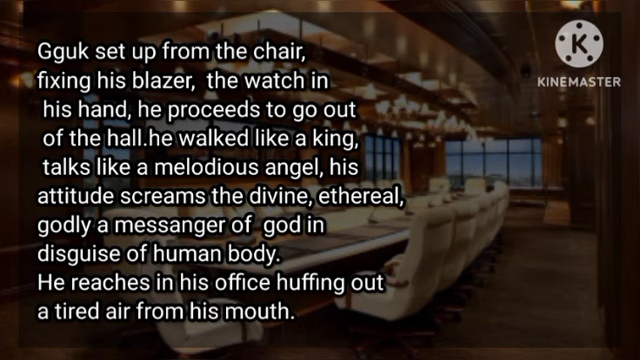 Gguk set up from the chair,
fixing his blazer, the watch in
his hand, he proceeds to go out
of the hall.he walked like a king,
talks like a melodious angel, his
attitude screams the divine, ethereal,
godly a messanger of god in
disguise of human body.
He reaches in his office huffing out
a tired air from his mouth.
K
KINEMASTER